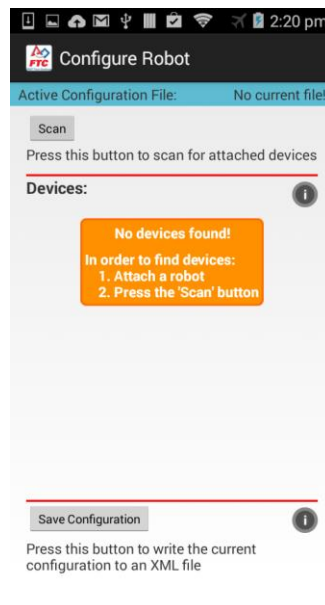 2:20 pm
FTC Configure Robot
Active Configuration File: No current file!
Scan
Press this button to scan for attached devices
Devices:
No devices found!
In order to find devices:
1. Attach a robot
2. Press the 'Scan' button
Save Configuration
Press this button to write the current
configuration to an XML file